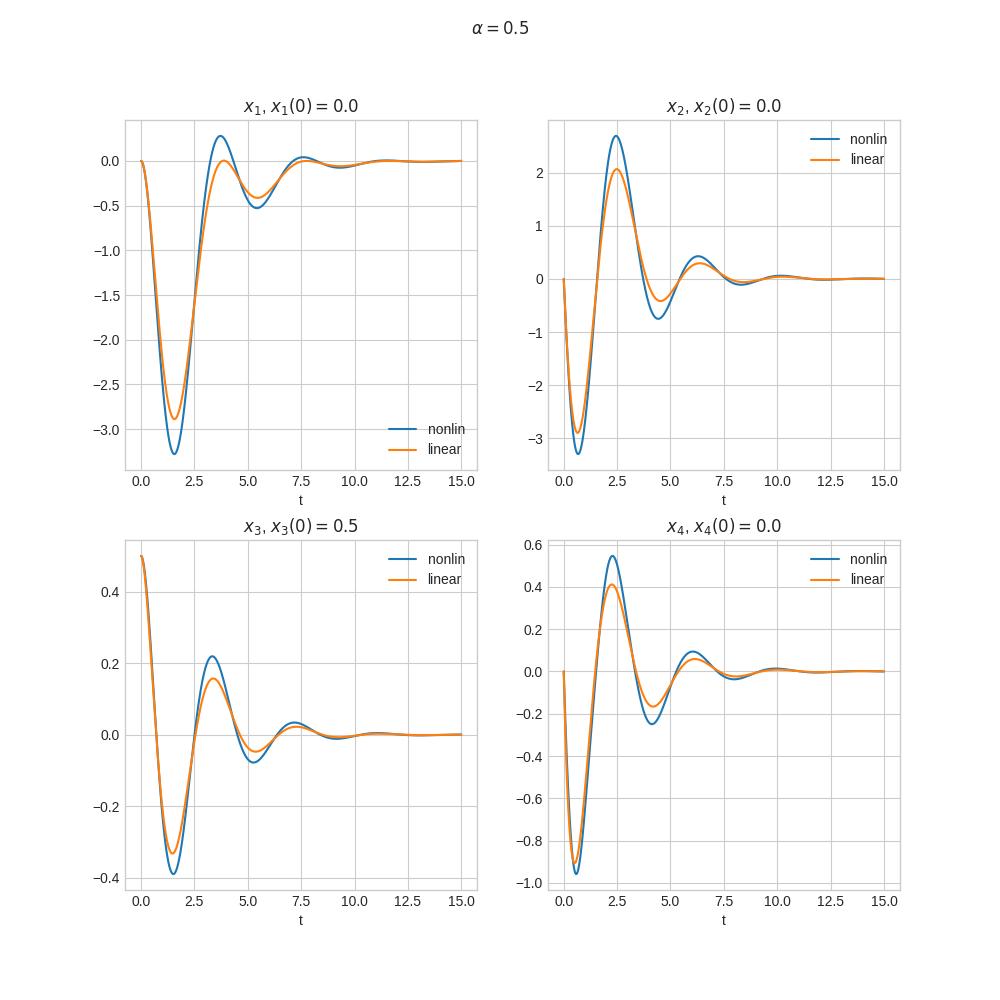 α = 0.5
x₁, x₁(0) = 0.0
0.0
−0.5
−1.0
−1.5
−2.0
−2.5
−3.0
nonlin
linear
0.0 2.5 5.0 7.5 10.0 12.5 15.0
t
x₂, x₂(0) = 0.0
nonlin
linear
2
1
0
−1
−2
−3
0.0 2.5 5.0 7.5 10.0 12.5 15.0
t
x₃, x₃(0) = 0.5
nonlin
linear
0.4
0.2
0.0
−0.2
−0.4
0.0 2.5 5.0 7.5 10.0 12.5 15.0
t
x₄, x₄(0) = 0.0
nonlin
linear
0.6
0.4
0.2
0.0
−0.2
−0.4
−0.6
−0.8
−1.0
0.0 2.5 5.0 7.5 10.0 12.5 15.0
t